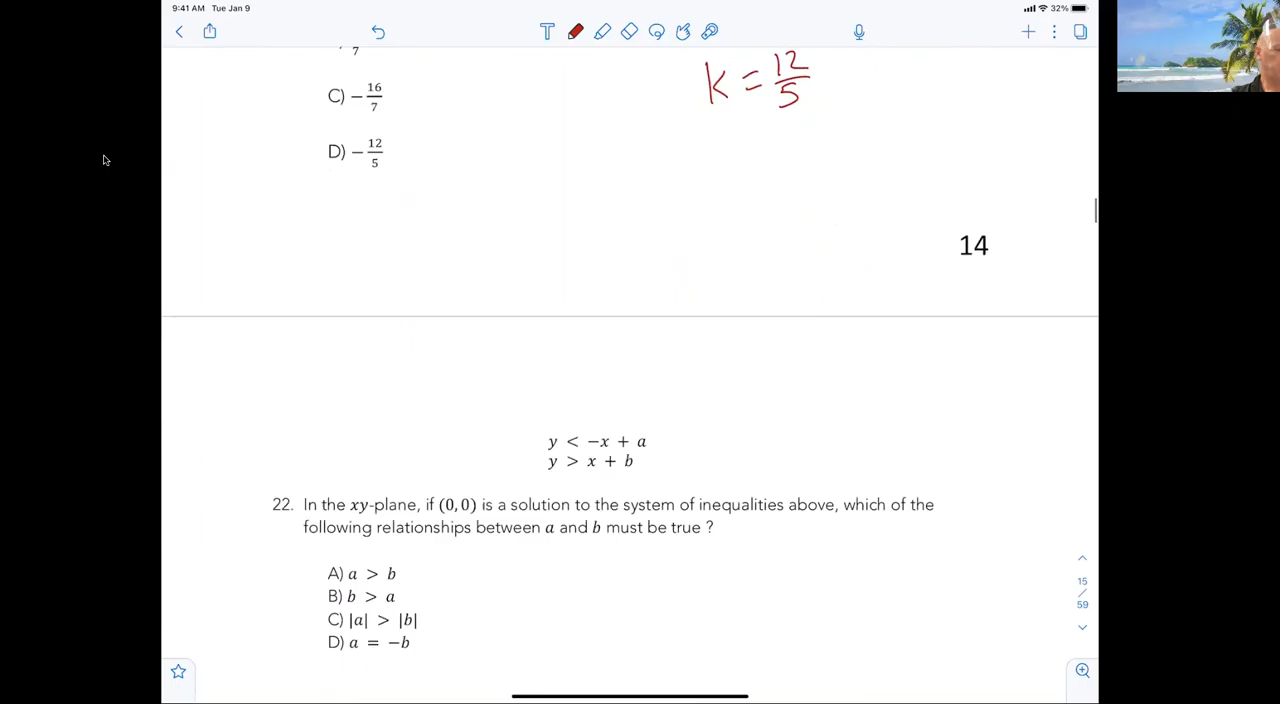 9:41 AM Tue Jan 9
32%
7
C) − 16/7
K = 12/5
D) − 12/5
14
y < −x + a
y > x + b
22. In the xy-plane, if (0,0) is a solution to the system of inequalities above, which of the
following relationships between a and b must be true ?
A) a > b
B) b > a
C) |a| > |b|
D) a = −b
15
/
59